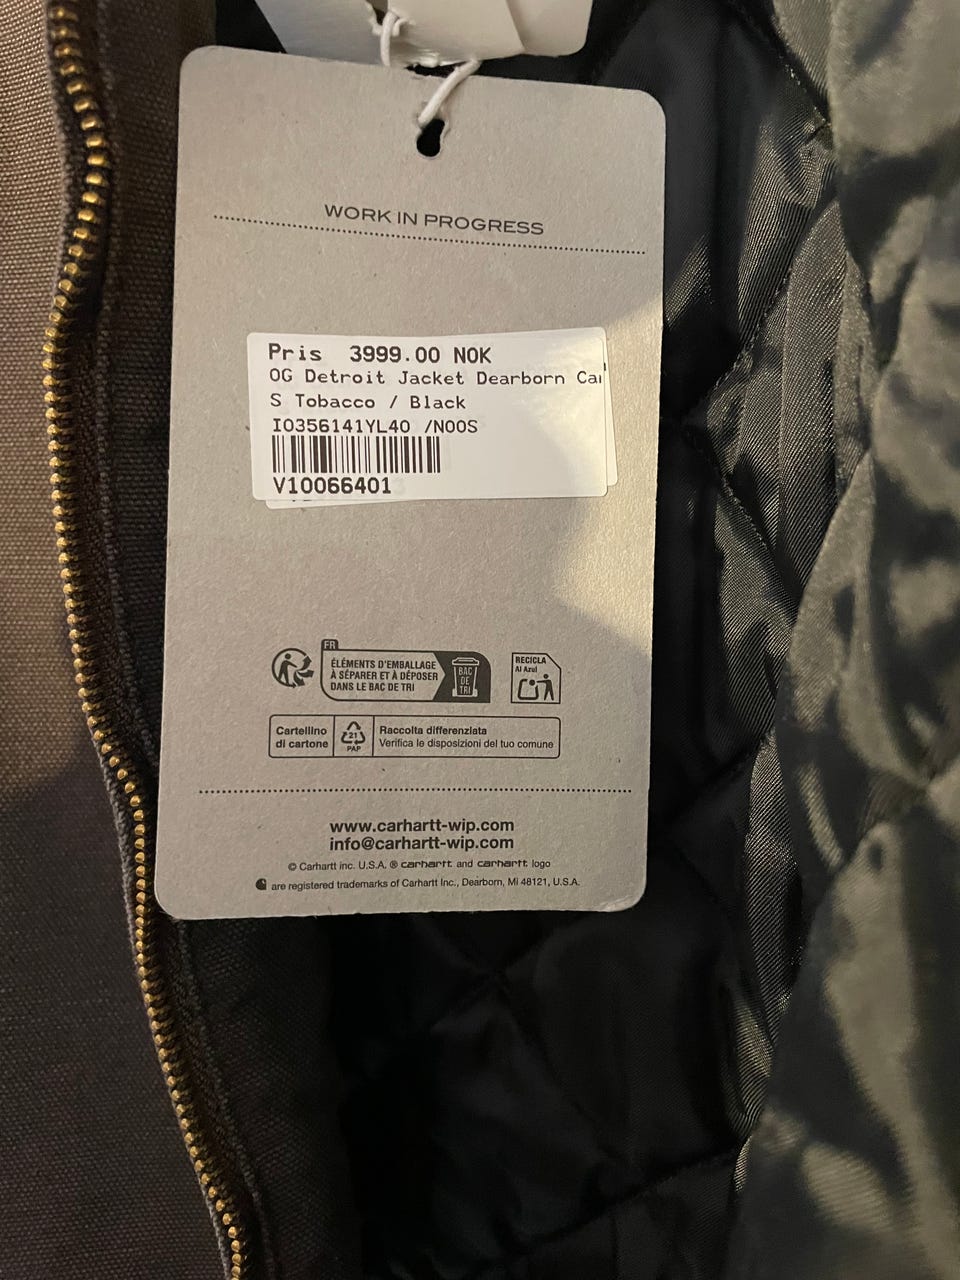 WORK IN PROGRESS
Pris 3999.00 NOK
OG Detroit Jacket Dearborn
S Tobacco / Black
I0356141YL40 /NOOS
V10066401
FR
ÉLÉMENTS D'EMBALLAGE
À SÉPARER ET À DÉPOSER
DANS LE BAC DE TRI
BAC
DE
TRI
RECICLA
Al Azul
Cartellino
di cartone
21
PAP
Raccolta differenziata
Verifica le disposizioni del tuo comune
www.carhartt-wip.com
info@carhartt-wip.com
© Carhartt inc. U.S.A. ® carhartt and carhartt logo
are registered trademarks of Carhartt Inc., Dearborn, MI 48121, U.S.A.